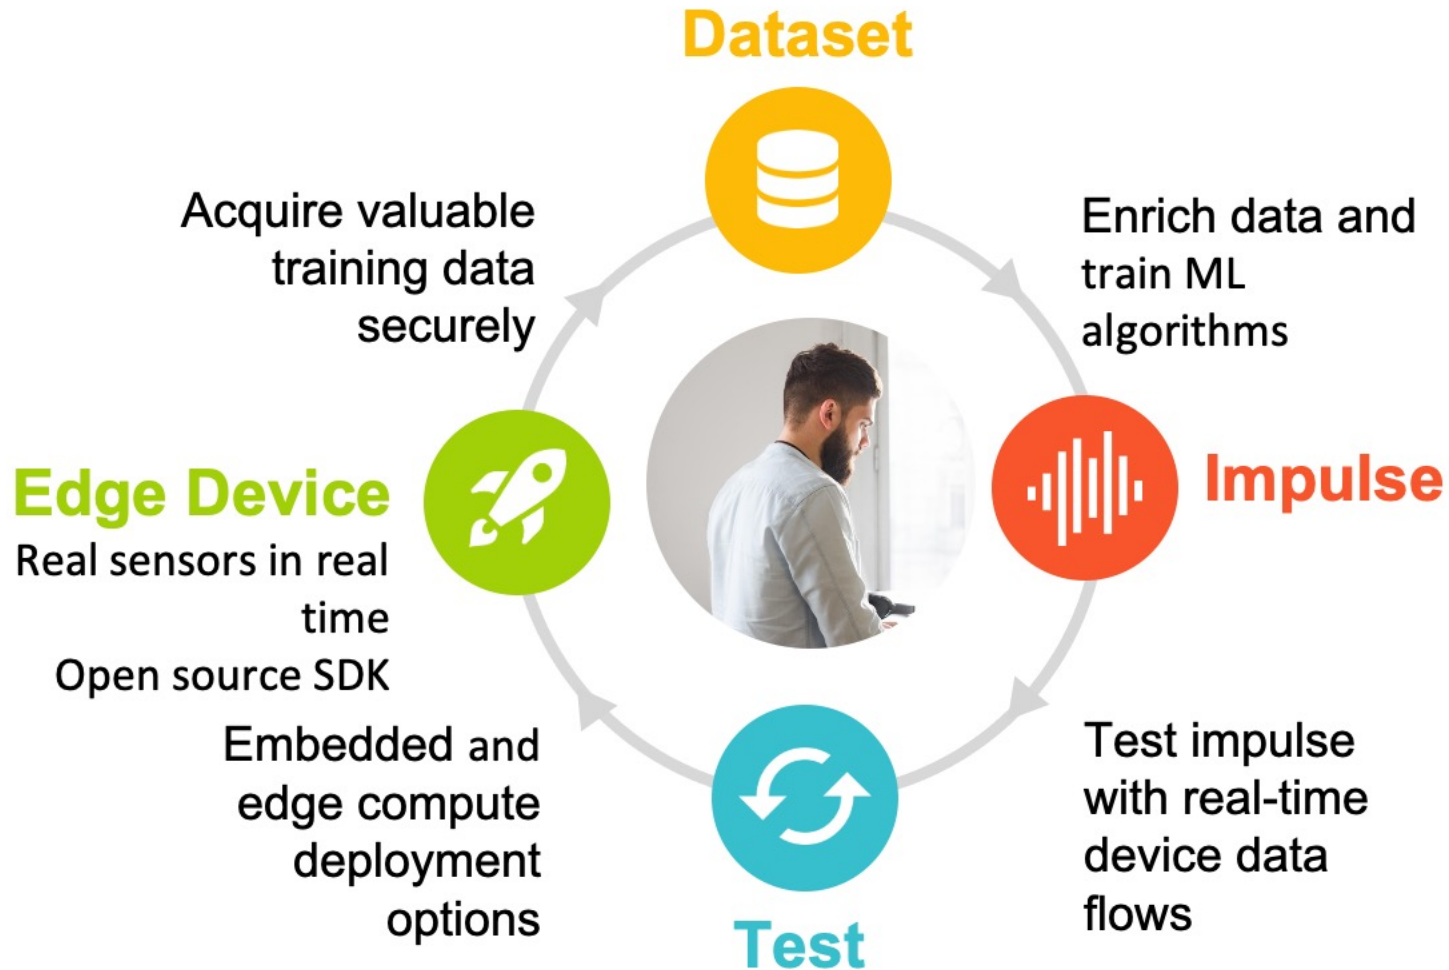 Dataset
Acquire valuable
training data
securely
Enrich data and
train ML
algorithms
Edge Device
Real sensors in real
time
Open source SDK
Impulse
Embedded and
edge compute
deployment
options
Test impulse
with real-time
device data
flows
Test